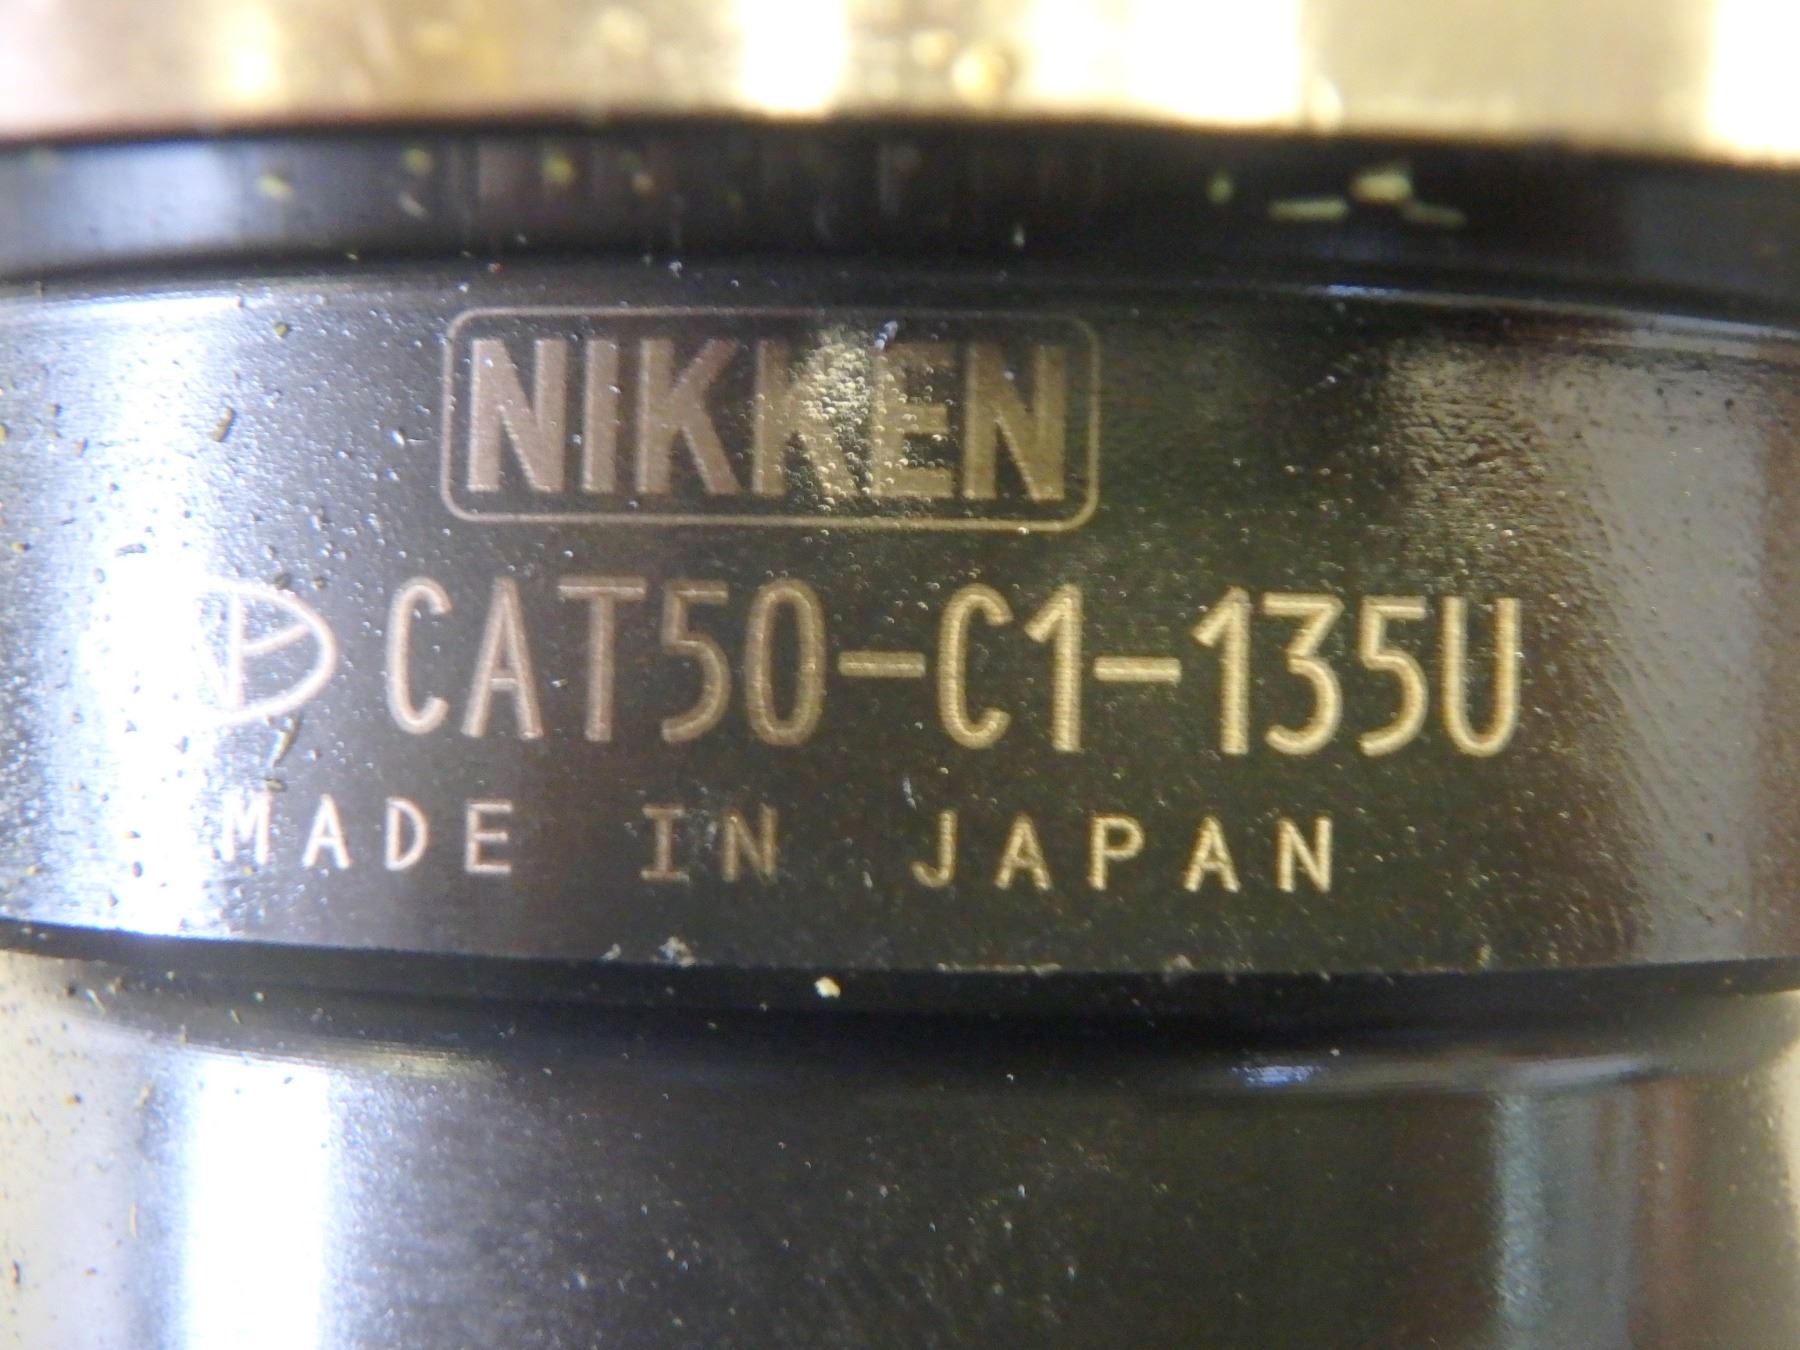 NIKKEN
CAT50-C1-135U
MADE IN JAPAN